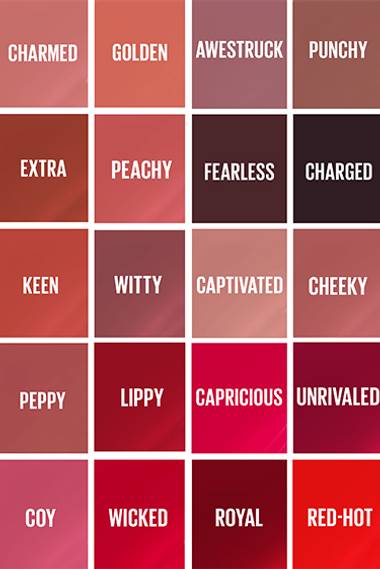 CHARMED
GOLDEN
AWESTRUCK
PUNCHY
EXTRA
PEACHY
FEARLESS
CHARGED
KEEN
WITTY
CAPTIVATED
CHEEKY
PEPPY
LIPPY
CAPRICIOUS
UNRIVALED
COY
WICKED
ROYAL
RED-HOT